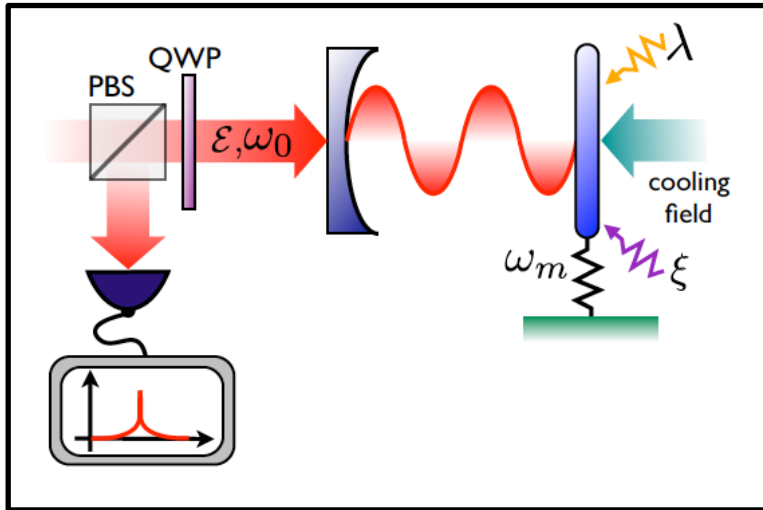 QWP
PBS
ℰ,ω₀
λ
cooling
field
ωₘ
ξ